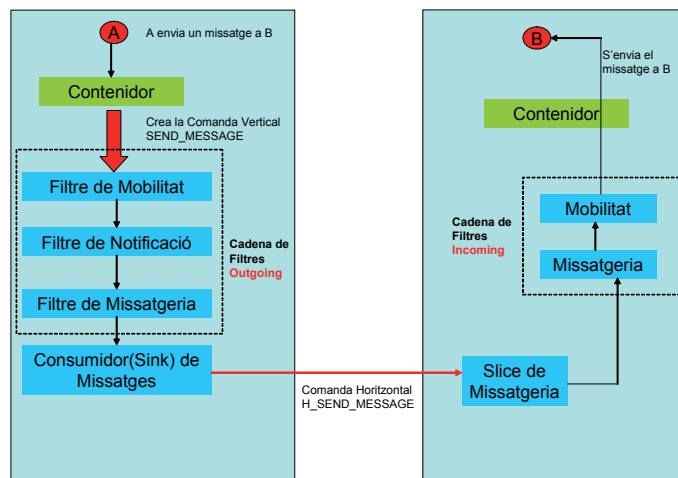 A
A envia un missatge a B
Contenidor
Crea la Comanda Vertical
SEND_MESSAGE
Filtre de Mobilitat
Filtre de Notificació
Filtre de Missatgeria
Cadena de
Filtres
Outgoing
Consumidor(Sink) de
Missatges
Comanda Horitzontal
H_SEND_MESSAGE
B
S'envia el
missatge a B
Contenidor
Mobilitat
Missatgeria
Cadena de
Filtres
Incoming
Slice de
Missatgeria